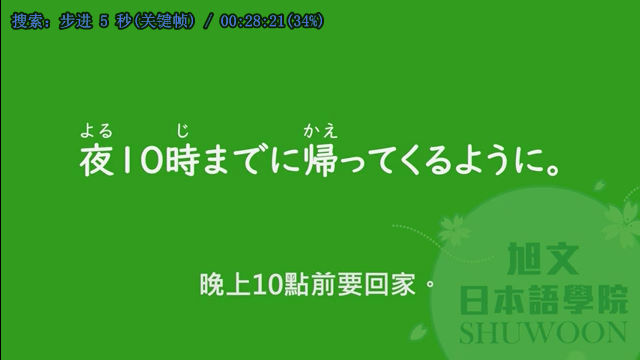 搜索: 步进 5 秒(关键帧) / 00:28:21(34%)
よる じ かえ
夜10時までに帰ってくるように。
晚上10點前要回家。
旭文
日本語學院
SHUWOON